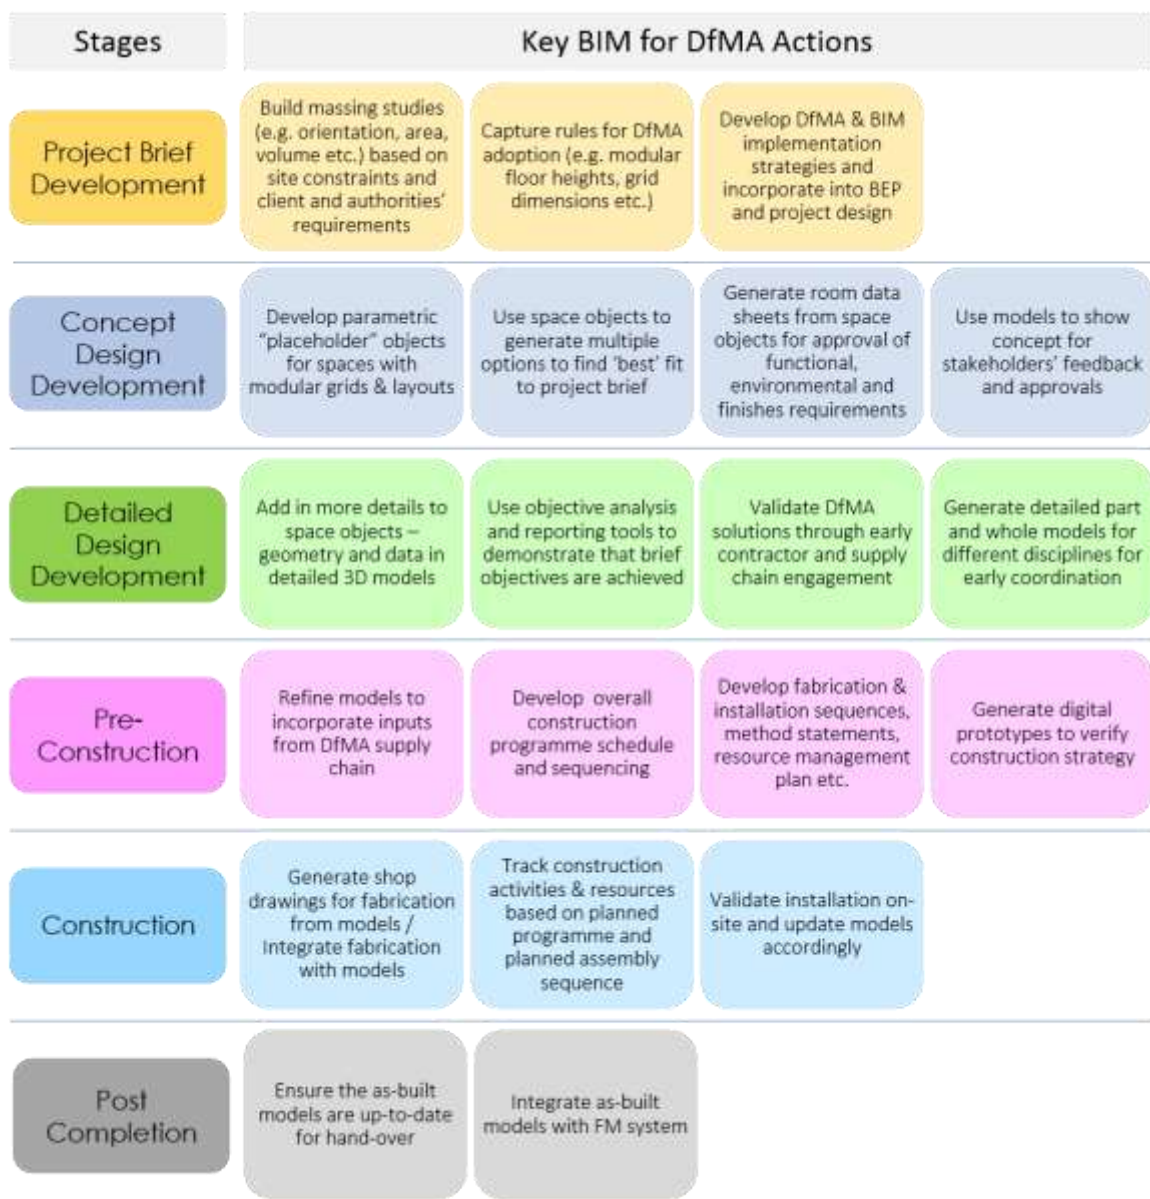 Stages
Key BIM for DfMA Actions
Project Brief
Development
Build massing studies
(e.g. orientation, area,
volume etc.) based on
site constraints and
client and authorities'
requirements
Capture rules for DfMA
adoption (e.g. modular
floor heights, grid
dimensions etc.)
Develop DfMA & BIM
implementation
strategies and
incorporate into BEP
and project design
Concept
Design
Development
Develop parametric
"placeholder" objects
for spaces with
modular grids & layouts
Use space objects to
generate multiple
options to find 'best' fit
to project brief
Generate room data
sheets from space
objects for approval of
functional,
environmental and
finishes requirements
Use models to show
concept for
stakeholders' feedback
and approvals
Detailed
Design
Development
Add in more details to
space objects –
geometry and data in
detailed 3D models
Use objective analysis
and reporting tools to
demonstrate that brief
objectives are achieved
Validate DfMA
solutions through early
contractor and supply
chain engagement
Generate detailed part
and whole models for
different disciplines for
early coordination
Pre-
Construction
Refine models to
incorporate inputs
from DfMA supply
chain
Develop overall
construction
programme schedule
and sequencing
Develop fabrication &
installation sequences,
method statements,
resource management
plan etc.
Generate digital
prototypes to verify
construction strategy
Construction
Generate shop
drawings for fabrication
from models /
Integrate fabrication
with models
Track construction
activities & resources
based on planned
programme and
planned assembly
sequence
Validate installation on-
site and update models
accordingly
Post
Completion
Ensure the as-built
models are up-to-date
for hand-over
Integrate as-built
models with FM system